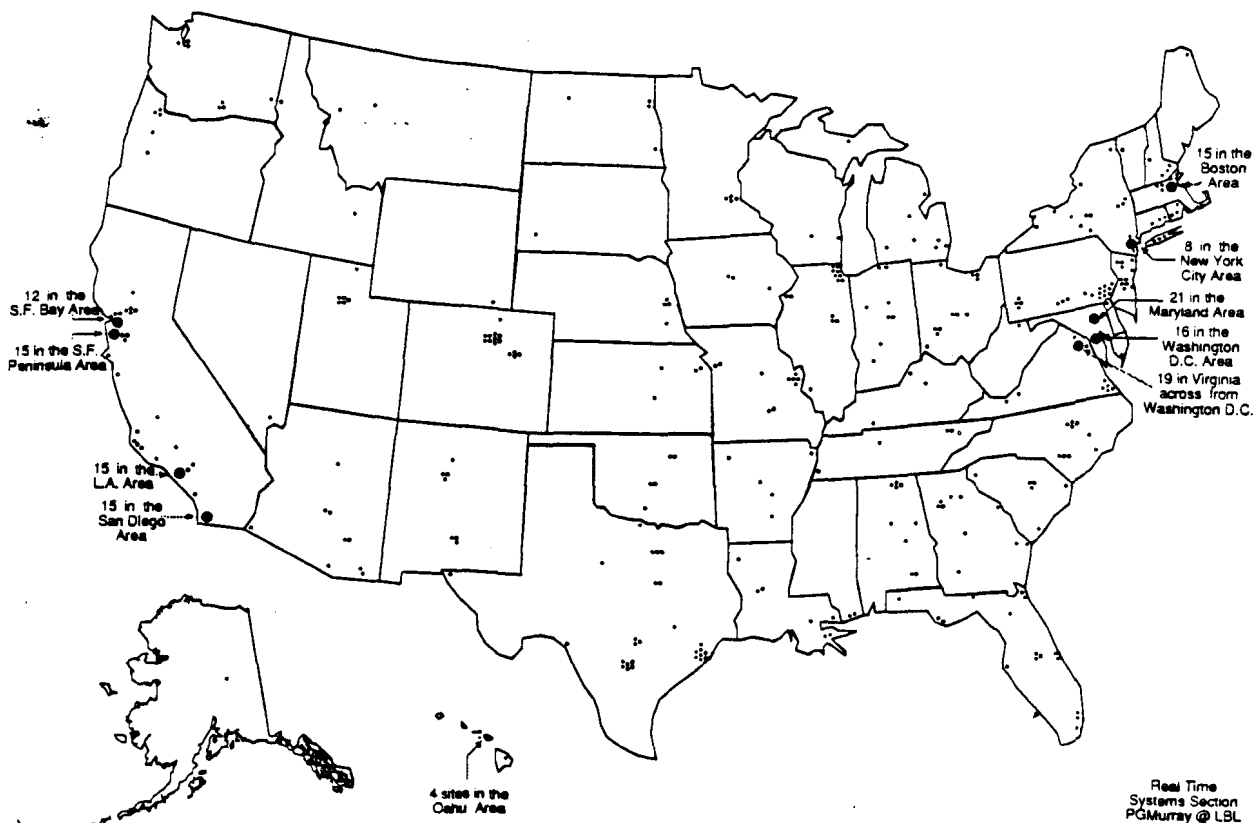 15 in the
Boston
Area
8 in the
New York
City Area
12 in the
S.F. Bay Area
21 in the
Maryland Area
15 in the S.F.
Peninsula Area
16 in the
Washington
D.C. Area
19 in Virginia
across from
Washington D.C.
15 in the
L.A. Area
15 in the
San Diego
Area
4 sites in the
Oahu Area
Real Time
Systems Section
PGMurray @ LBL